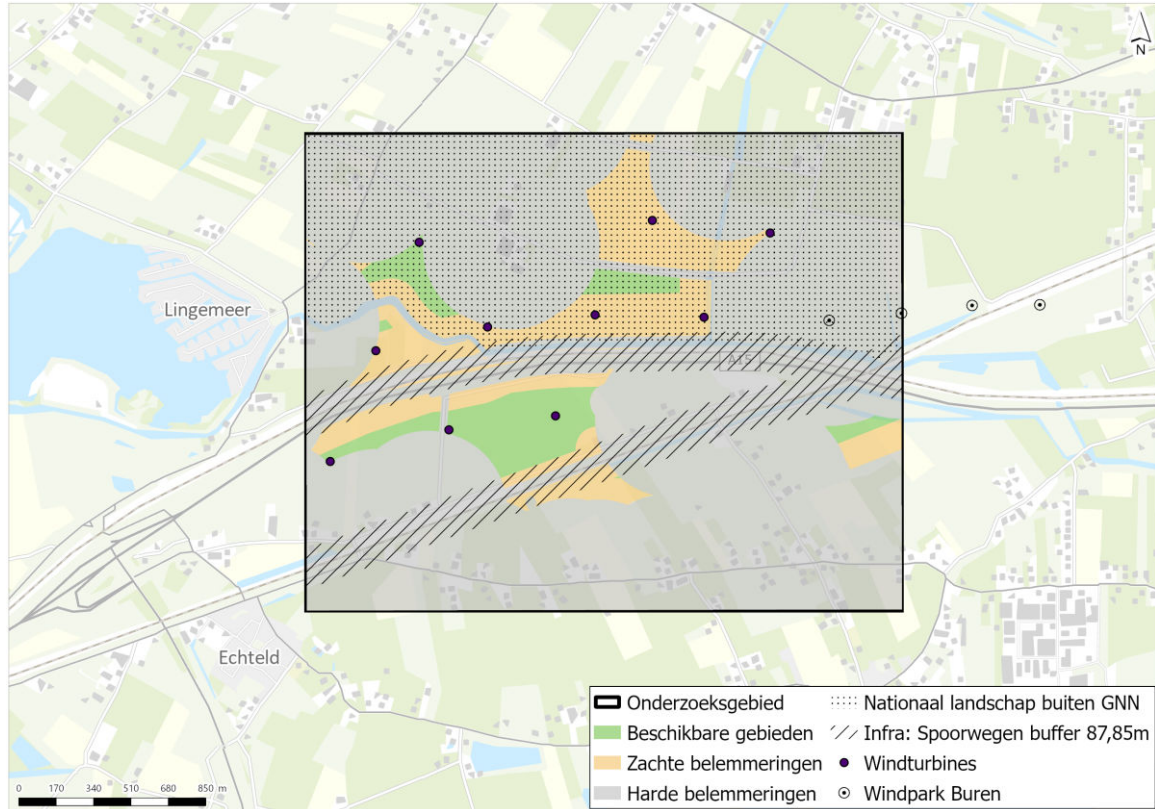 N
Lingemeer
A15
Echteld
Onderzoeksgebied
Beschikbare gebieden
Zachte belemmeringen
Harde belemmeringen
Nationaal landschap buiten GNN
Infra: Spoorwegen buffer 87,85m
Windturbines
Windpark Buren
0 170 340 510 680 850 m